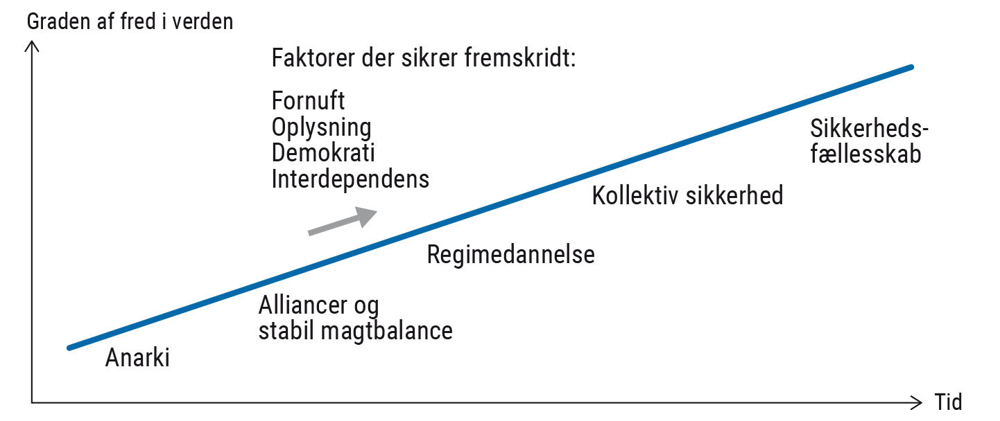 Graden af fred i verden
Faktorer der sikrer fremskridt:
Fornuft
Oplysning
Demokrati
Interdependens
Sikkerheds-
fællesskab
Kollektiv sikkerhed
Regimedannelse
Alliancer og
stabil magtbalance
Anarki
Tid